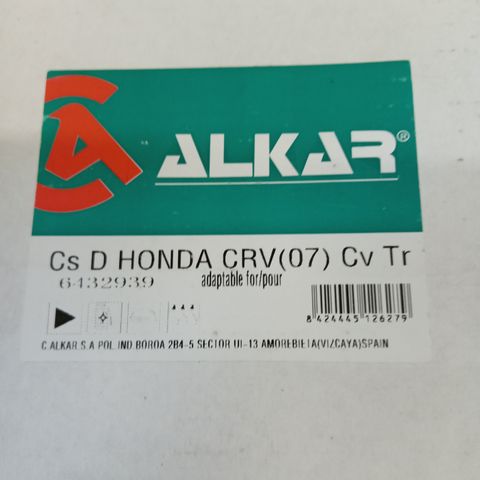 ALKAR®
Cs D HONDA CRV(07) Cv Tr
6432939
adaptable for/pour
8 424445 126279
C.ALKAR.S.A POL.IND BOROA 2B4-5 SECTOR UI-13 AMOREBIETA(VIZCAYA)SPAIN